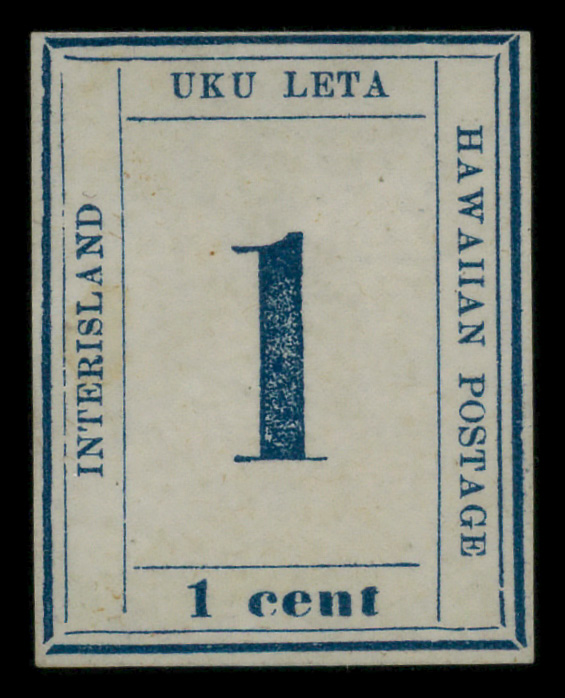 UKU LETA
INTERISLAND
HAWAIIAN POSTAGE
1
1 cent